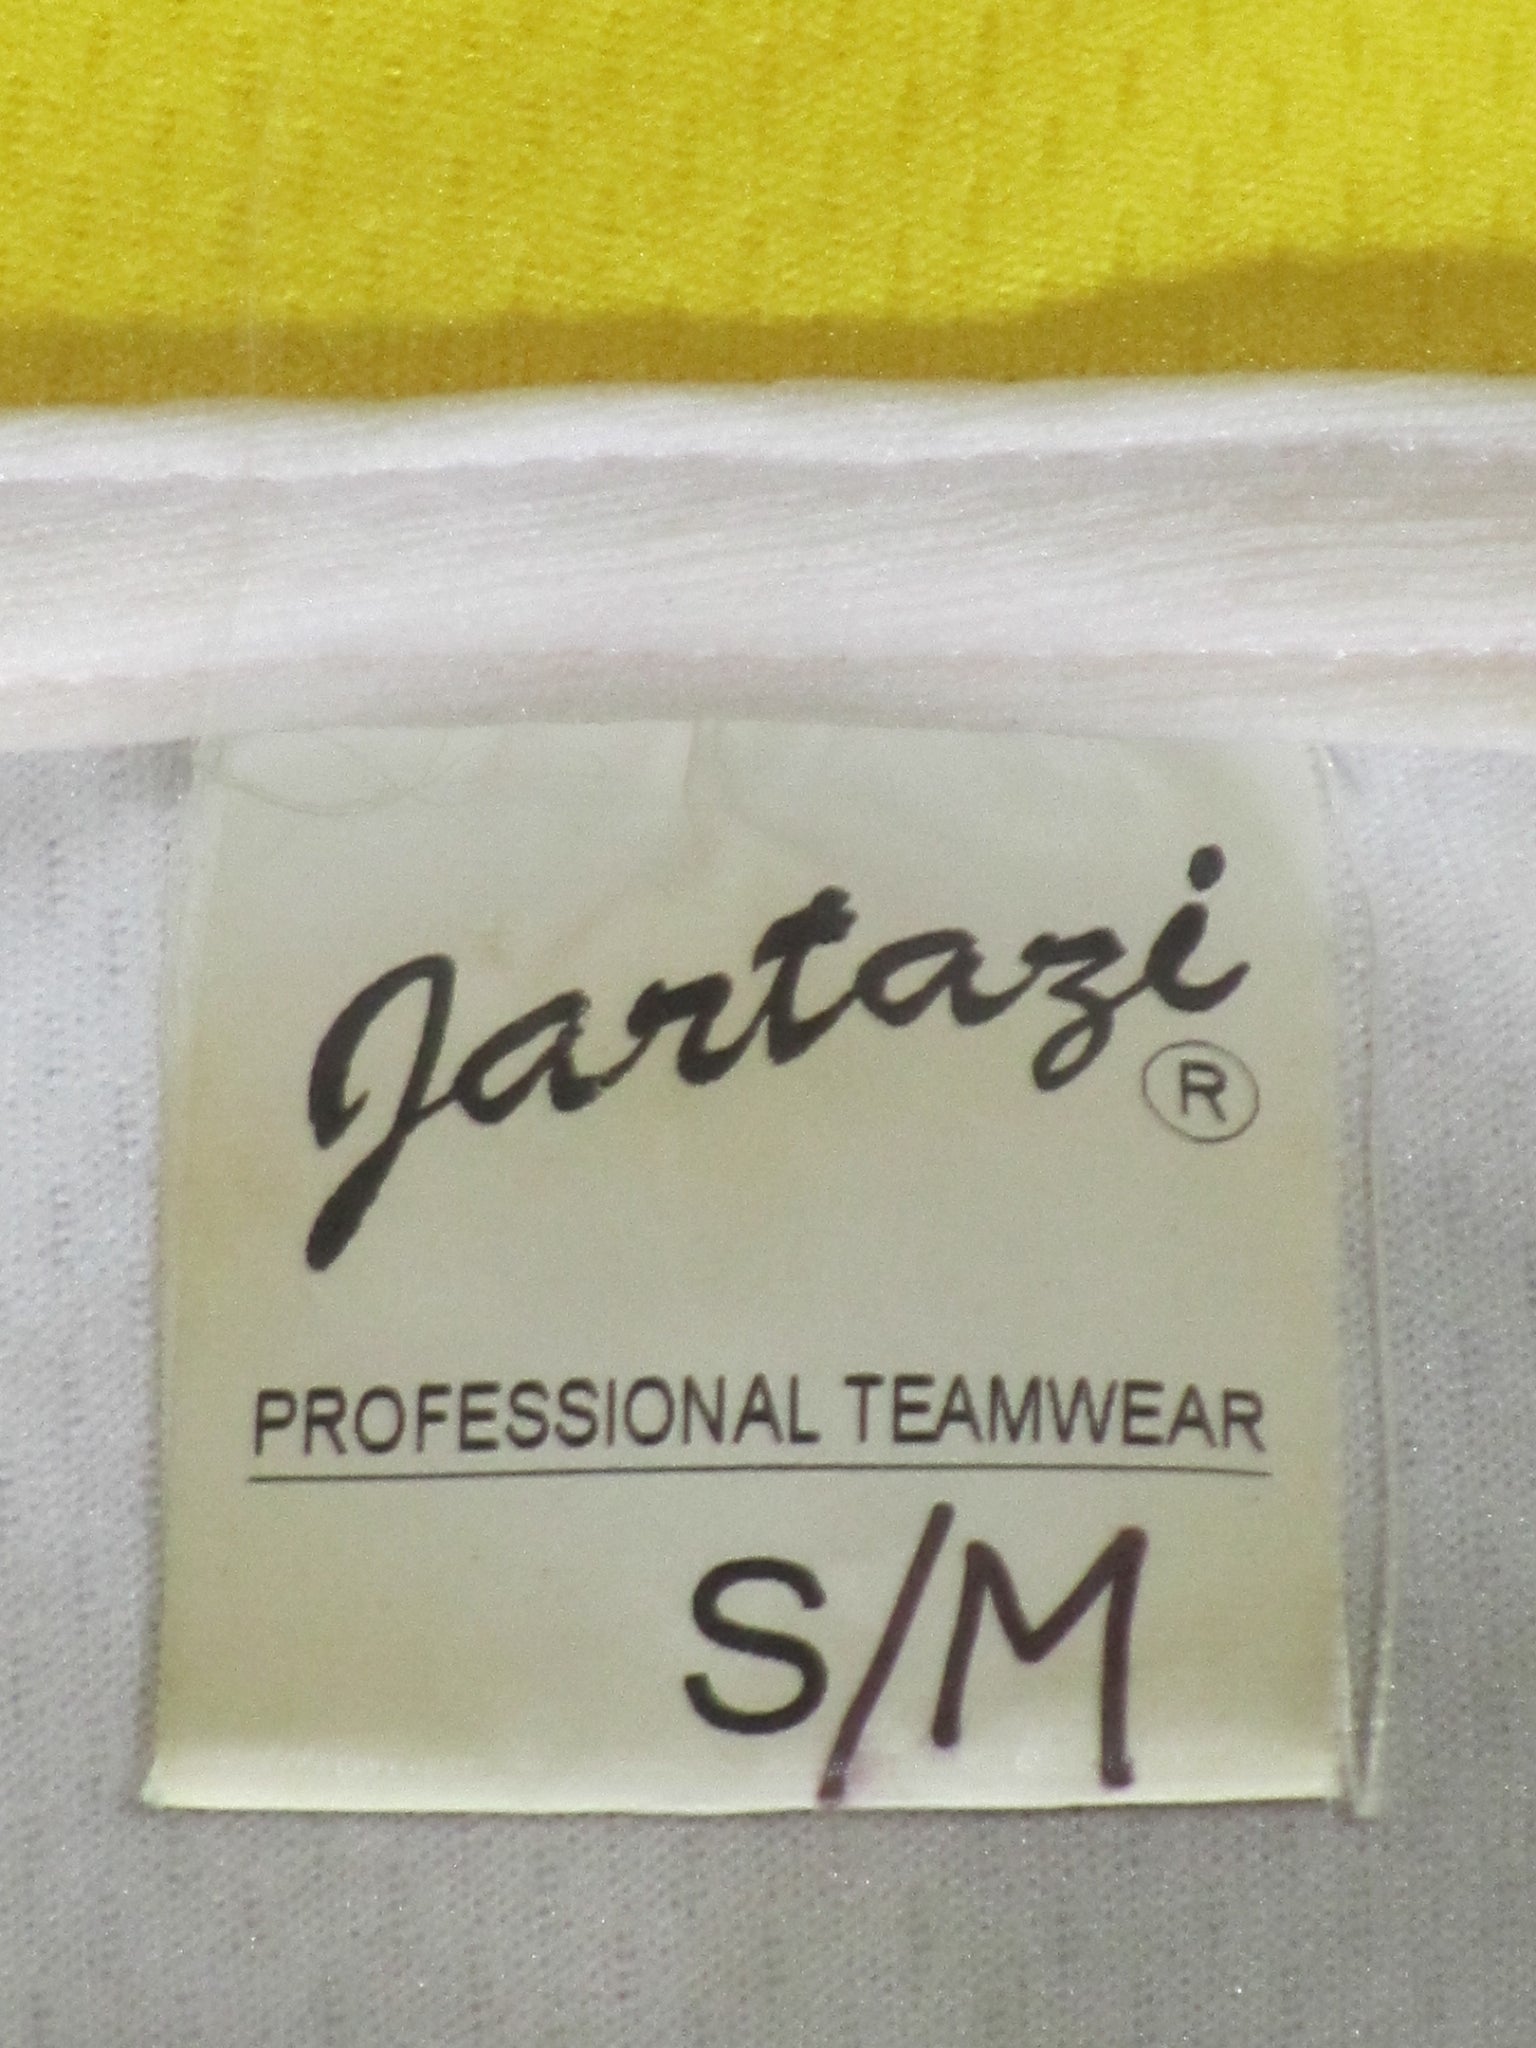 Jartazi
®
PROFESSIONAL TEAMWEAR
S/M